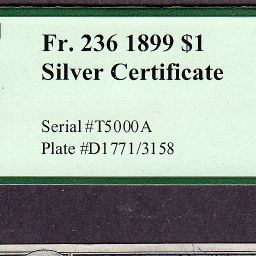 Fr. 236 1899 $1
Silver Certificate
Serial #T5000A
Plate #D1771/3158